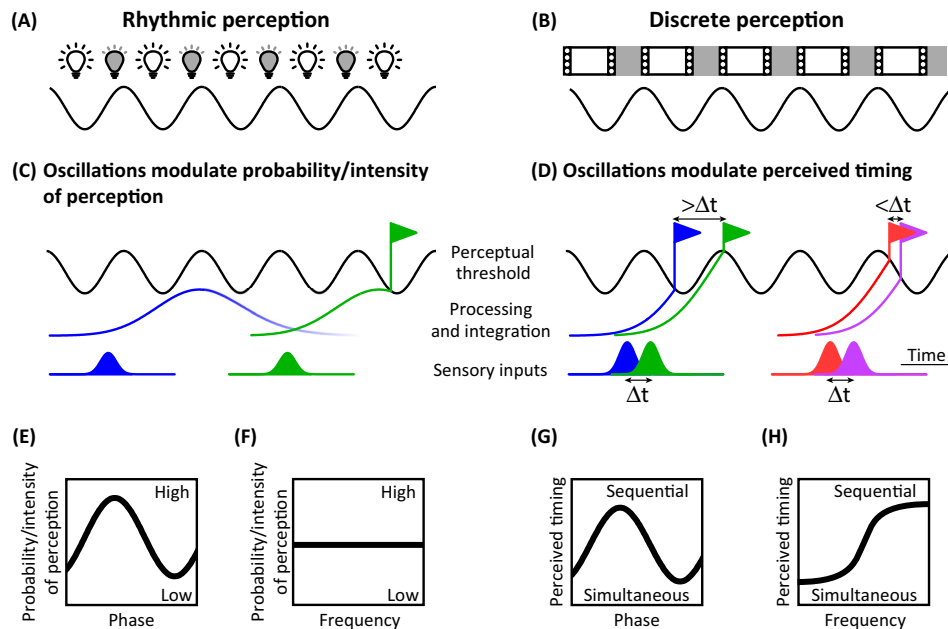 (A) Rhythmic perception
(B) Discrete perception
(C) Oscillations modulate probability/intensity
of perception
(D) Oscillations modulate perceived timing
>Δt
<Δt
Perceptual
threshold
Processing
and integration
Sensory inputs
Time
Δt
Δt
(E)
Probability/intensity
of perception
High
Low
Phase
(F)
Probability/intensity
of perception
High
Low
Frequency
(G)
Perceived timing
Sequential
Simultaneous
Phase
(H)
Perceived timing
Sequential
Simultaneous
Frequency